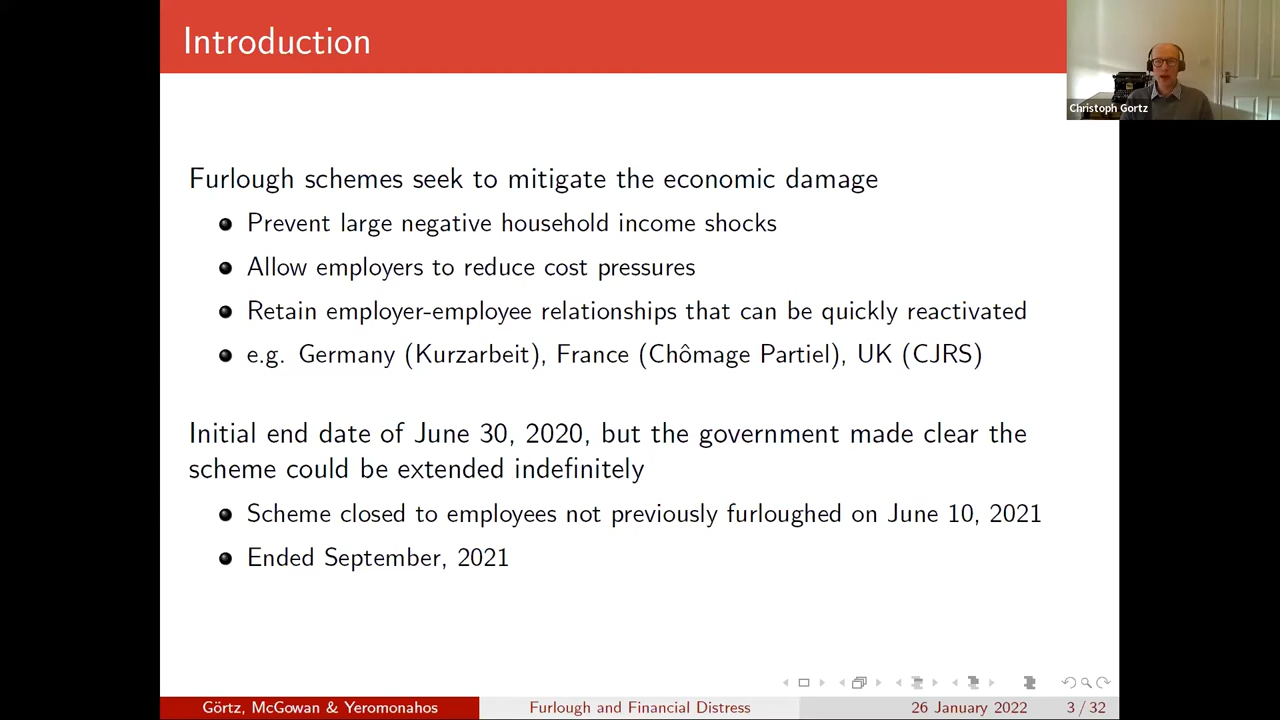 Introduction
Christoph Gortz
Furlough schemes seek to mitigate the economic damage
Prevent large negative household income shocks
Allow employers to reduce cost pressures
Retain employer-employee relationships that can be quickly reactivated
e.g. Germany (Kurzarbeit), France (Chômage Partiel), UK (CJRS)
Initial end date of June 30, 2020, but the government made clear the
scheme could be extended indefinitely
Scheme closed to employees not previously furloughed on June 10, 2021
Ended September, 2021
Görtz, McGowan & Yeromonahos
Furlough and Financial Distress
26 January 2022
3 / 32